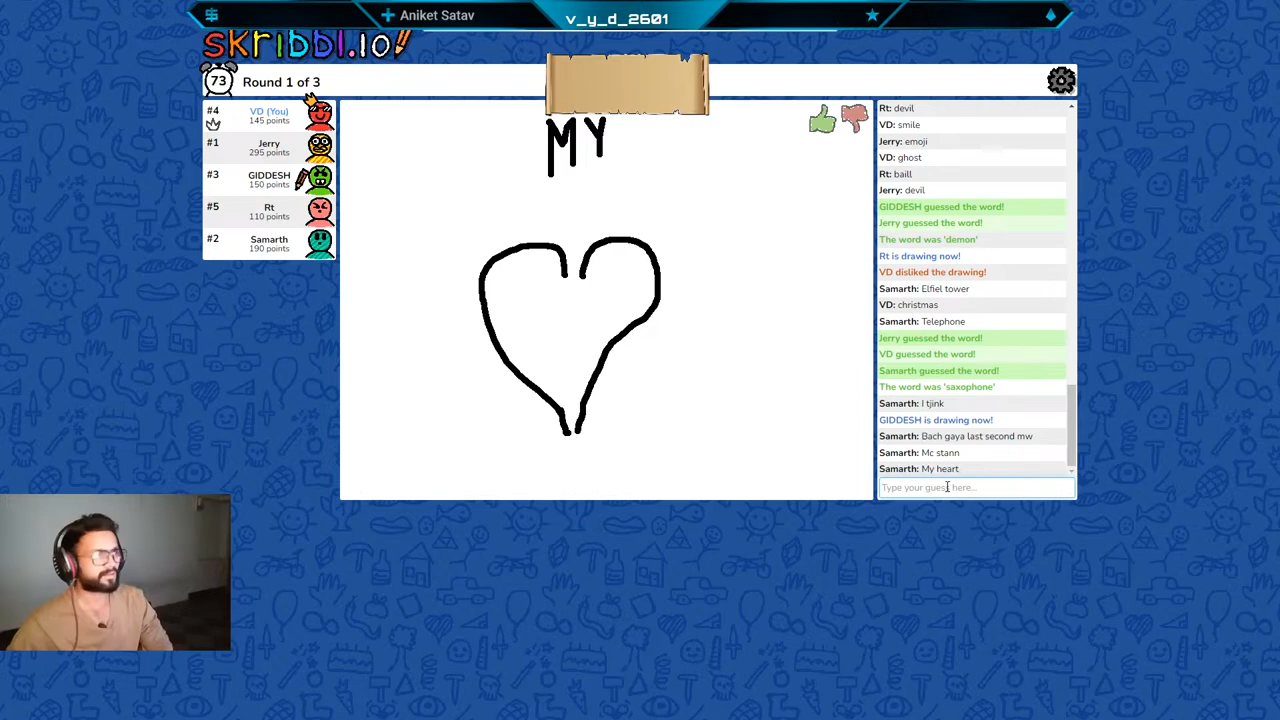 Aniket Satav
v_y_d_2601
skribbl.io
73
Round 1 of 3
#4
VD (You)
145 points
#1
Jerry
295 points
#3
GIDDESH
150 points
#5
Rt
110 points
#2
Samarth
190 points
MY
Rt: devil
VD: smile
Jerry: emoji
VD: ghost
Rt: baill
Jerry: devil
GIDDESH guessed the word!
Jerry guessed the word!
The word was 'demon'
Rt is drawing now!
VD disliked the drawing!
Samarth: Elfiel tower
VD: christmas
Samarth: Telephone
Jerry guessed the word!
VD guessed the word!
Samarth guessed the word!
The word was 'saxophone'
Samarth: I tjink
GIDDESH is drawing now!
Samarth: Bach gaya last second mw
Samarth: Mc stann
Samarth: My heart
Type your guess here...